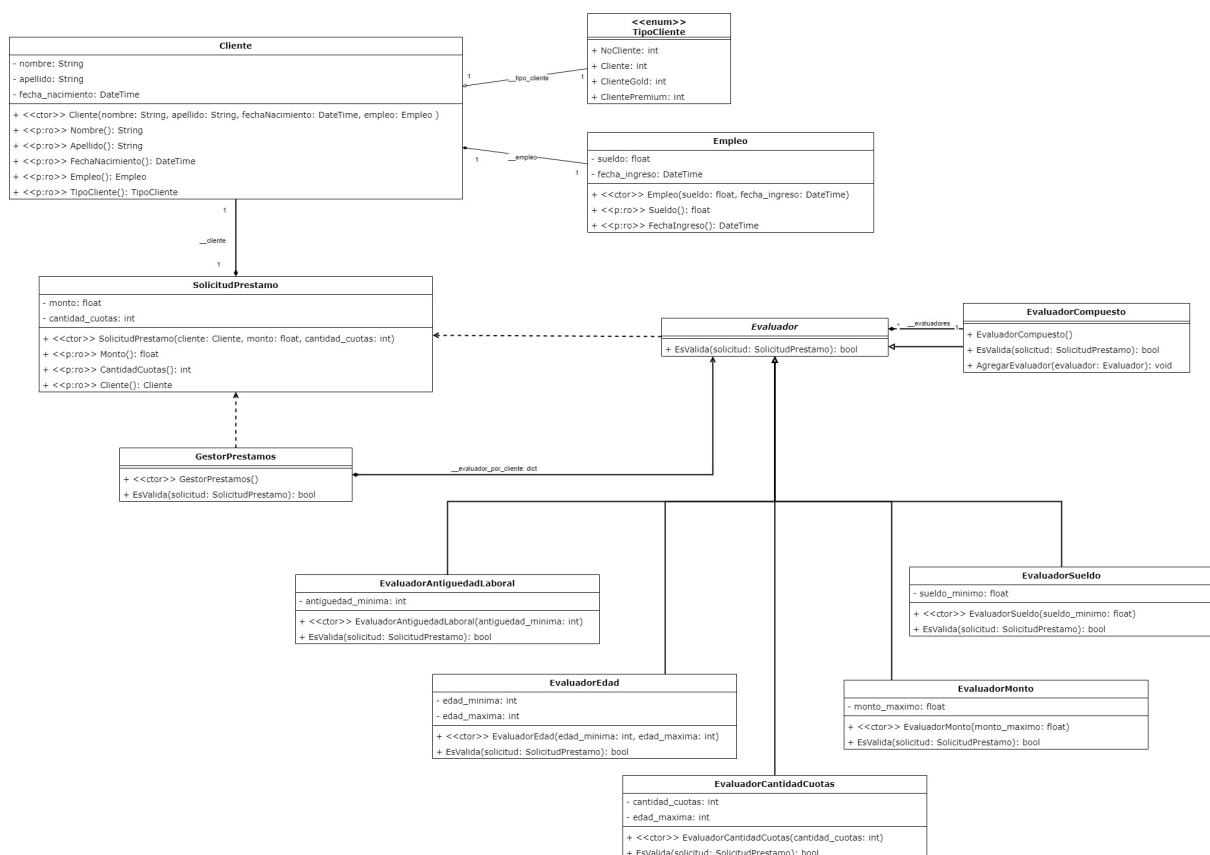 <<enum>>
TipoCliente
+ NoCliente: int
+ Cliente: int
+ ClienteGold: int
+ ClientePremium: int
Cliente
- nombre: String
- apellido: String
- fecha_nacimiento: DateTime
+ <<ctor>> Cliente(nombre: String, apellido: String, fechaNacimiento: DateTime, empleo: Empleo )
+ <<p:ro>> Nombre(): String
+ <<p:ro>> Apellido(): String
+ <<p:ro>> FechaNacimiento(): DateTime
+ <<p:ro>> Empleo(): Empleo
+ <<p:ro>> TipoCliente(): TipoCliente
1
__tipo_cliente
1
1
__empleo
1
Empleo
- sueldo: float
- fecha_ingreso: DateTime
+ <<ctor>> Empleo(sueldo: float, fecha_ingreso: DateTime)
+ <<p:ro>> Sueldo(): float
+ <<p:ro>> FechaIngreso(): DateTime
1
__cliente
1
SolicitudPrestamo
- monto: float
- cantidad_cuotas: int
+ <<ctor>> SolicitudPrestamo(cliente: Cliente, monto: float, cantidad_cuotas: int)
+ <<p:ro>> Monto(): float
+ <<p:ro>> CantidadCuotas(): int
+ <<p:ro>> Cliente(): Cliente
Evaluador
+ EsValida(solicitud: SolicitudPrestamo): bool
*
__evaluadores
1
EvaluadorCompuesto
+ EvaluadorCompuesto()
+ EsValida(solicitud: SolicitudPrestamo): bool
+ AgregarEvaluador(evaluador: Evaluador): void
GestorPrestamos
+ <<ctor>> GestorPrestamos()
+ EsValida(solicitud: SolicitudPrestamo): bool
__evaluador_por_cliente: dict
EvaluadorAntiguedadLaboral
- antiguedad_minima: int
+ <<ctor>> EvaluadorAntiguedadLaboral(antiguedad_minima: int)
+ EsValida(solicitud: SolicitudPrestamo): bool
EvaluadorSueldo
- sueldo_minimo: float
+ <<ctor>> EvaluadorSueldo(sueldo_minimo: float)
+ EsValida(solicitud: SolicitudPrestamo): bool
EvaluadorEdad
- edad_minima: int
- edad_maxima: int
+ <<ctor>> EvaluadorEdad(edad_minima: int, edad_maxima: int)
+ EsValida(solicitud: SolicitudPrestamo): bool
EvaluadorMonto
- monto_maximo: float
+ <<ctor>> EvaluadorMonto(monto_maximo: float)
+ EsValida(solicitud: SolicitudPrestamo): bool
EvaluadorCantidadCuotas
- cantidad_cuotas: int
- edad_maxima: int
+ <<ctor>> EvaluadorCantidadCuotas(cantidad_cuotas: int)
+ EsValida(solicitud: SolicitudPrestamo): bool